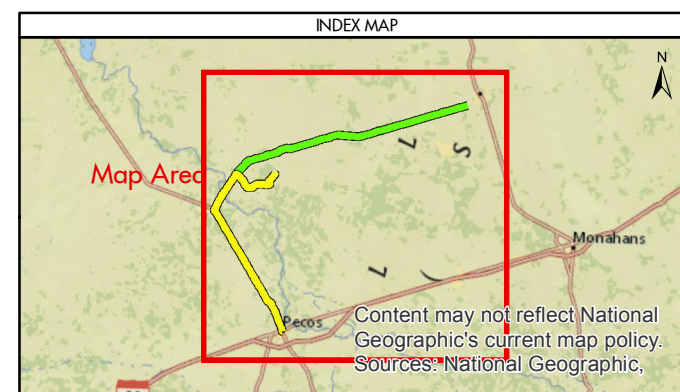 INDEX MAP
N
S
L
Map Area
Monahans
L
Pecos
Content may not reflect National
Geographic's current map policy.
Sources: National Geographic,